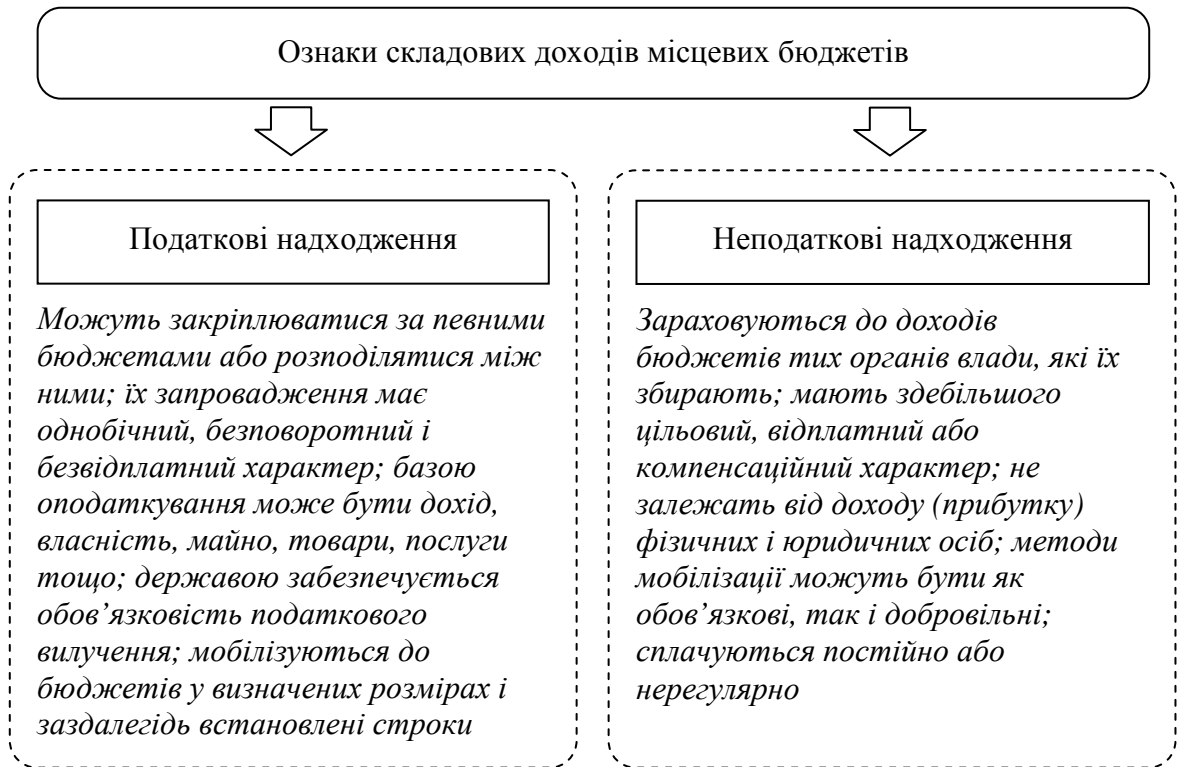 Ознаки складових доходів місцевих бюджетів
Податкові надходження
Можуть закріплюватися за певними
бюджетами або розподілятися між
ними; їх запровадження має
однобічний, безповоротний і
безвідплатний характер; базою
оподаткування може бути дохід,
власність, майно, товари, послуги
тощо; державою забезпечується
обов’язковість податкового
вилучення; мобілізуються до
бюджетів у визначених розмірах і
заздалегідь встановлені строки
Неподаткові надходження
Зараховуються до доходів
бюджетів тих органів влади, які їх
збирають; мають здебільшого
цільовий, відплатний або
компенсаційний характер; не
залежать від доходу (прибутку)
фізичних і юридичних осіб; методи
мобілізації можуть бути як
обов’язкові, так і добровільні;
сплачуються постійно або
нерегулярно